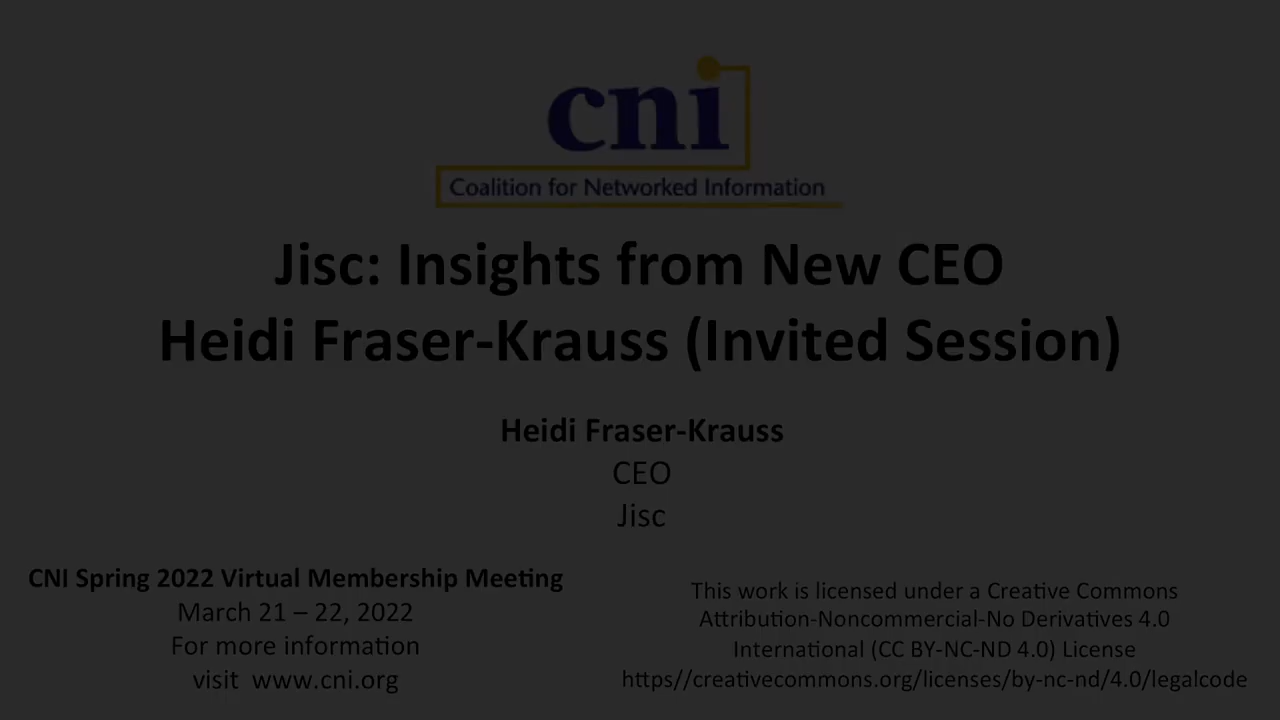 cni
Coalition for Networked Information
Jisc: Insights from New CEO
Heidi Fraser-Krauss (Invited Session)
Heidi Fraser-Krauss
CEO
Jisc
CNI Spring 2022 Virtual Membership Meeting
March 21 – 22, 2022
For more information
visit www.cni.org
This work is licensed under a Creative Commons
Attribution-Noncommercial-No Derivatives 4.0
International (CC BY-NC-ND 4.0) License
https//creativecommons.org/licenses/by-nc-nd/4.0/legalcode